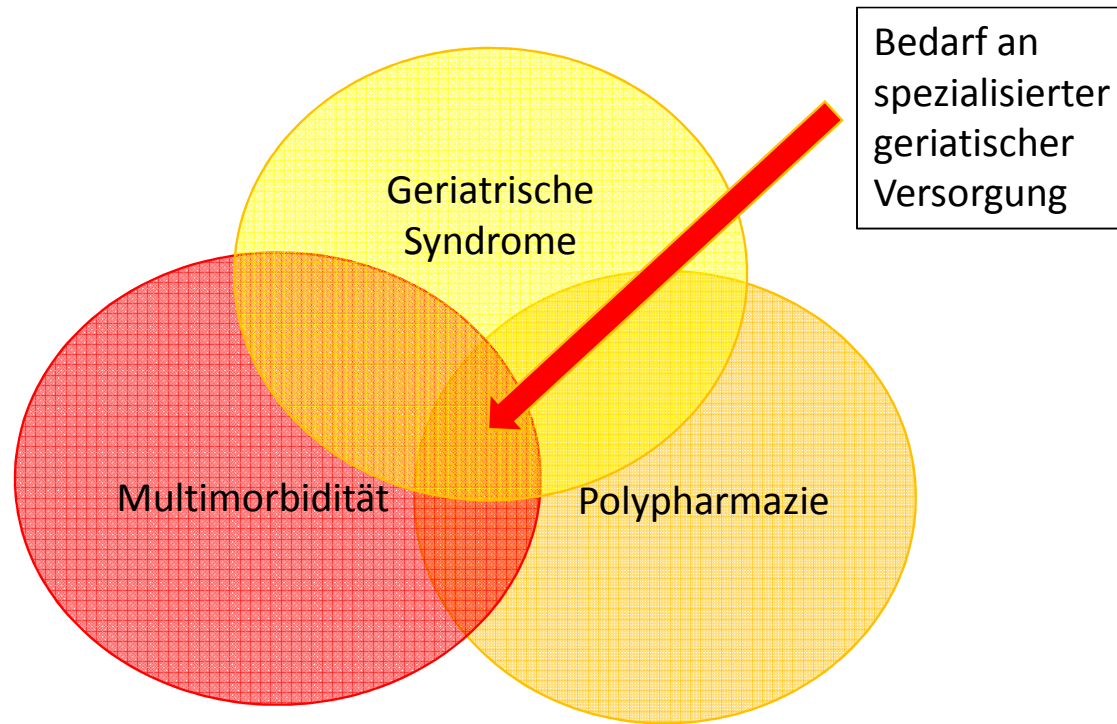 Bedarf an
spezialisierter
geriatischer
Versorgung
Geriatrische
Syndrome
Multimorbidität
Polypharmazie